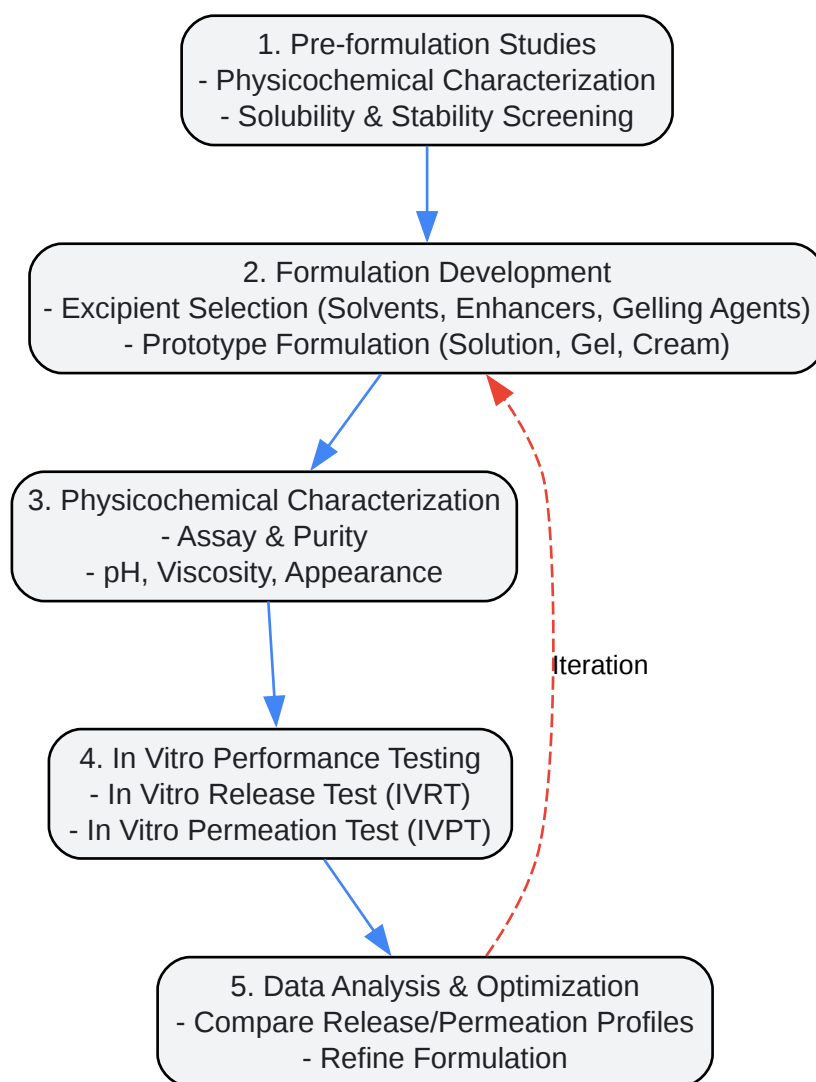 1. Pre-formulation Studies
- Physicochemical Characterization
- Solubility & Stability Screening
2. Formulation Development
- Excipient Selection (Solvents, Enhancers, Gelling Agents)
- Prototype Formulation (Solution, Gel, Cream)
3. Physicochemical Characterization
- Assay & Purity
- pH, Viscosity, Appearance
Iteration
4. In Vitro Performance Testing
- In Vitro Release Test (IVRT)
- In Vitro Permeation Test (IVPT)
5. Data Analysis & Optimization
- Compare Release/Permeation Profiles
- Refine Formulation